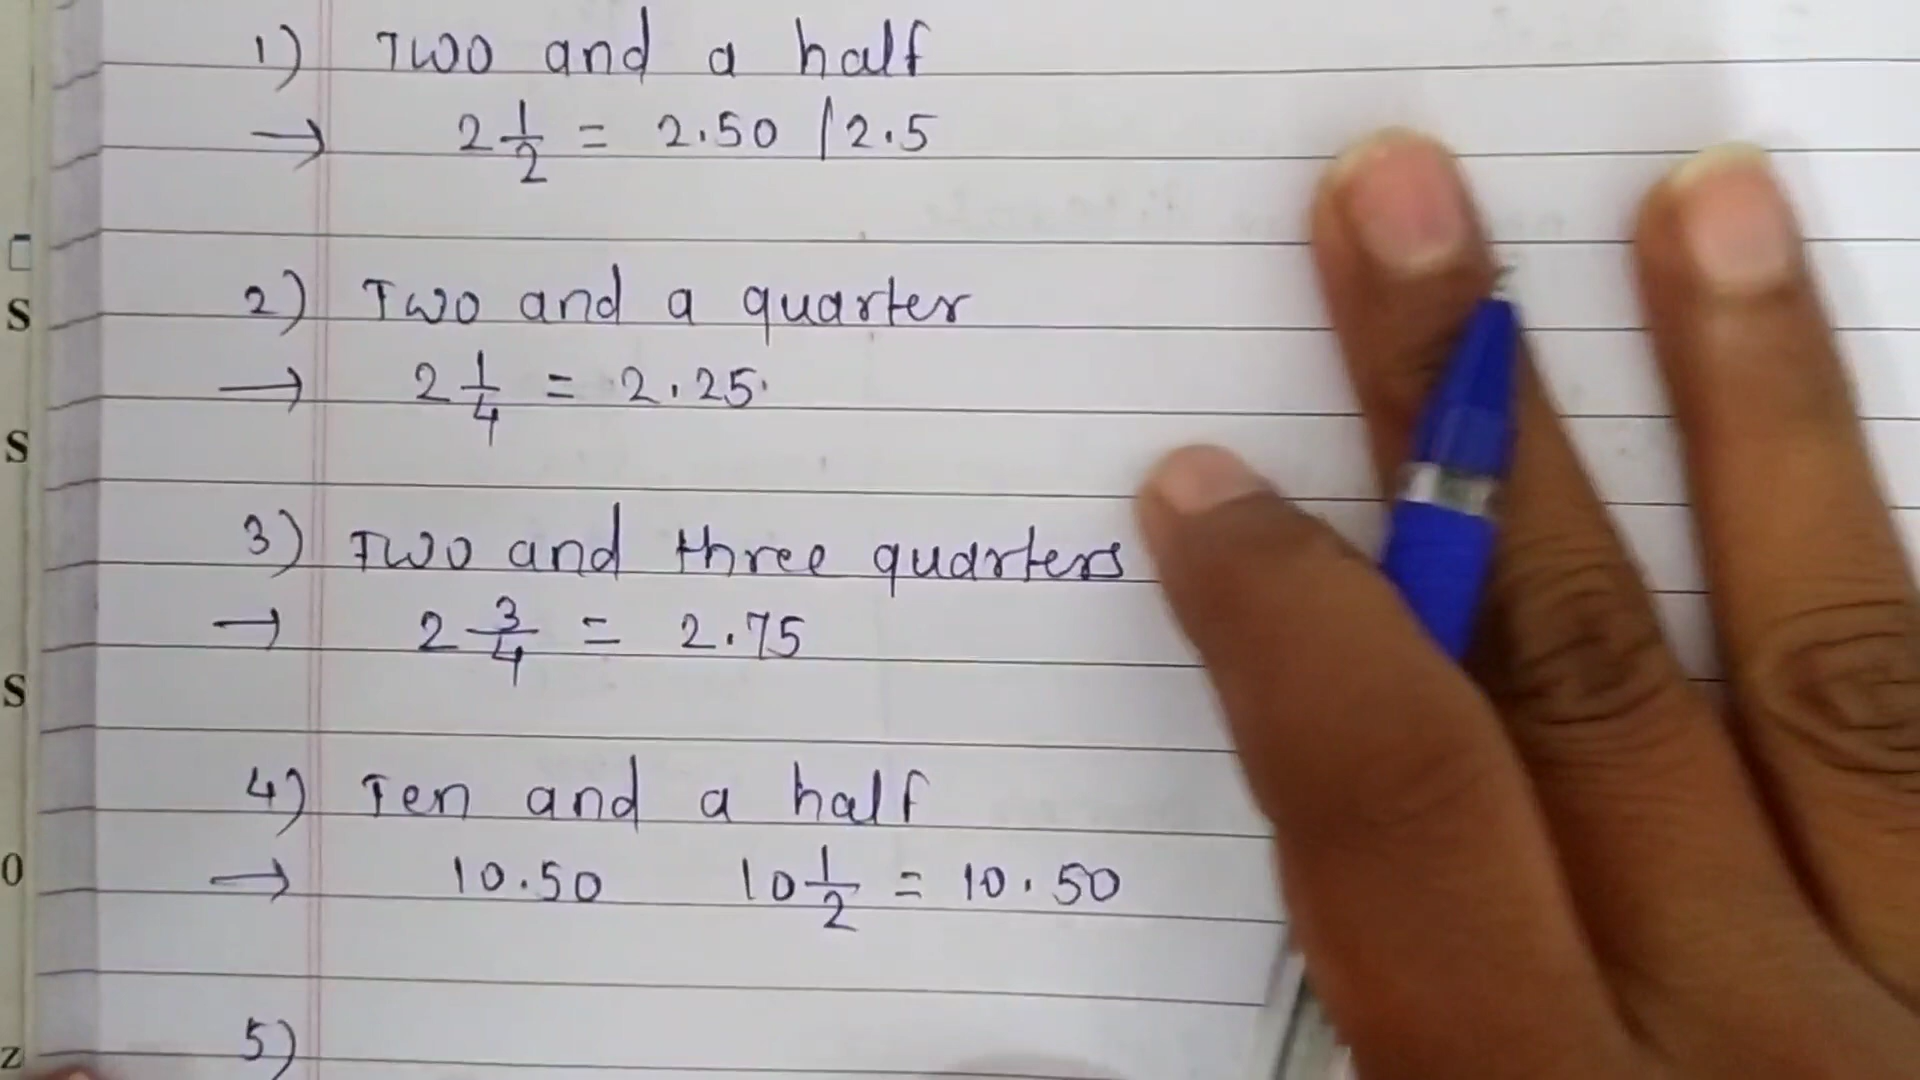 1) Two and a half
→ 2 1/2 = 2.50 / 2.5
2) Two and a quarter
→ 2 1/4 = 2.25
3) Two and three quarters
→ 2 3/4 = 2.75
4) Ten and a half
→ 10.50 10 1/2 = 10.50
5)
S
S
S
0
z